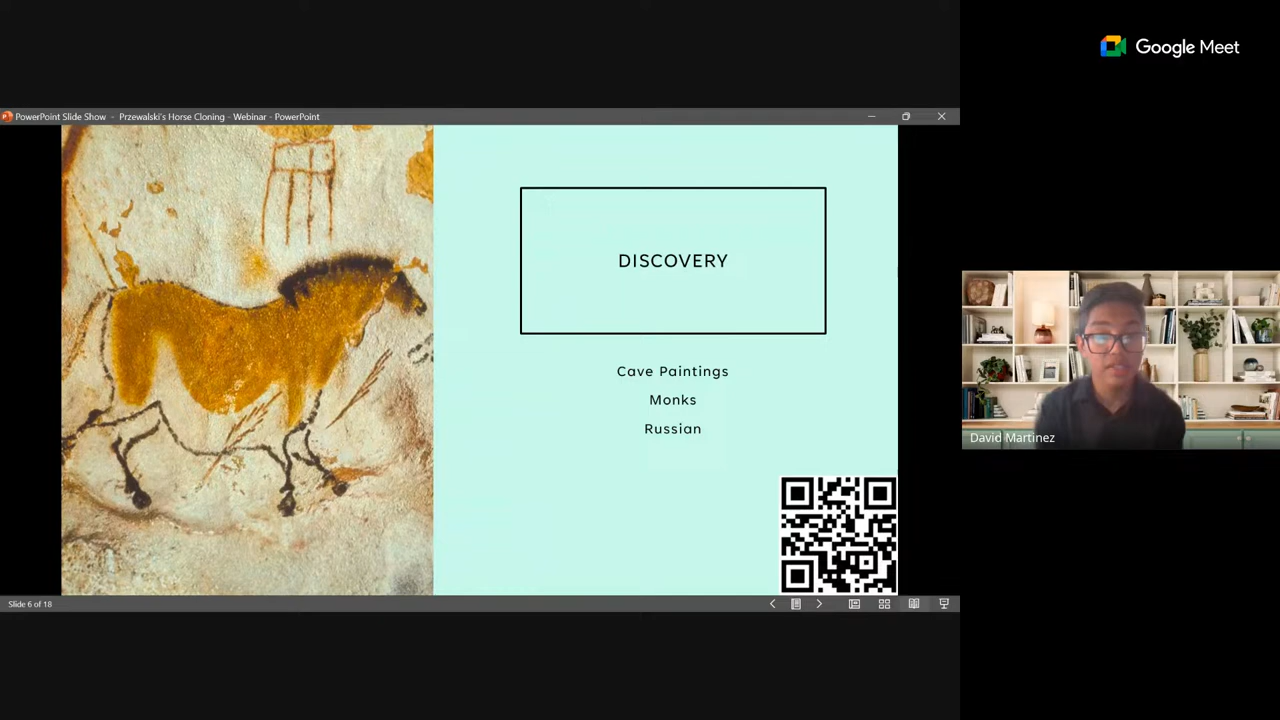 Google Meet
PowerPoint Slide Show - Przewalski's Horse Cloning - Webinar - PowerPoint
DISCOVERY
Cave Paintings
Monks
Russian
David Martinez
Slide 6 of 18